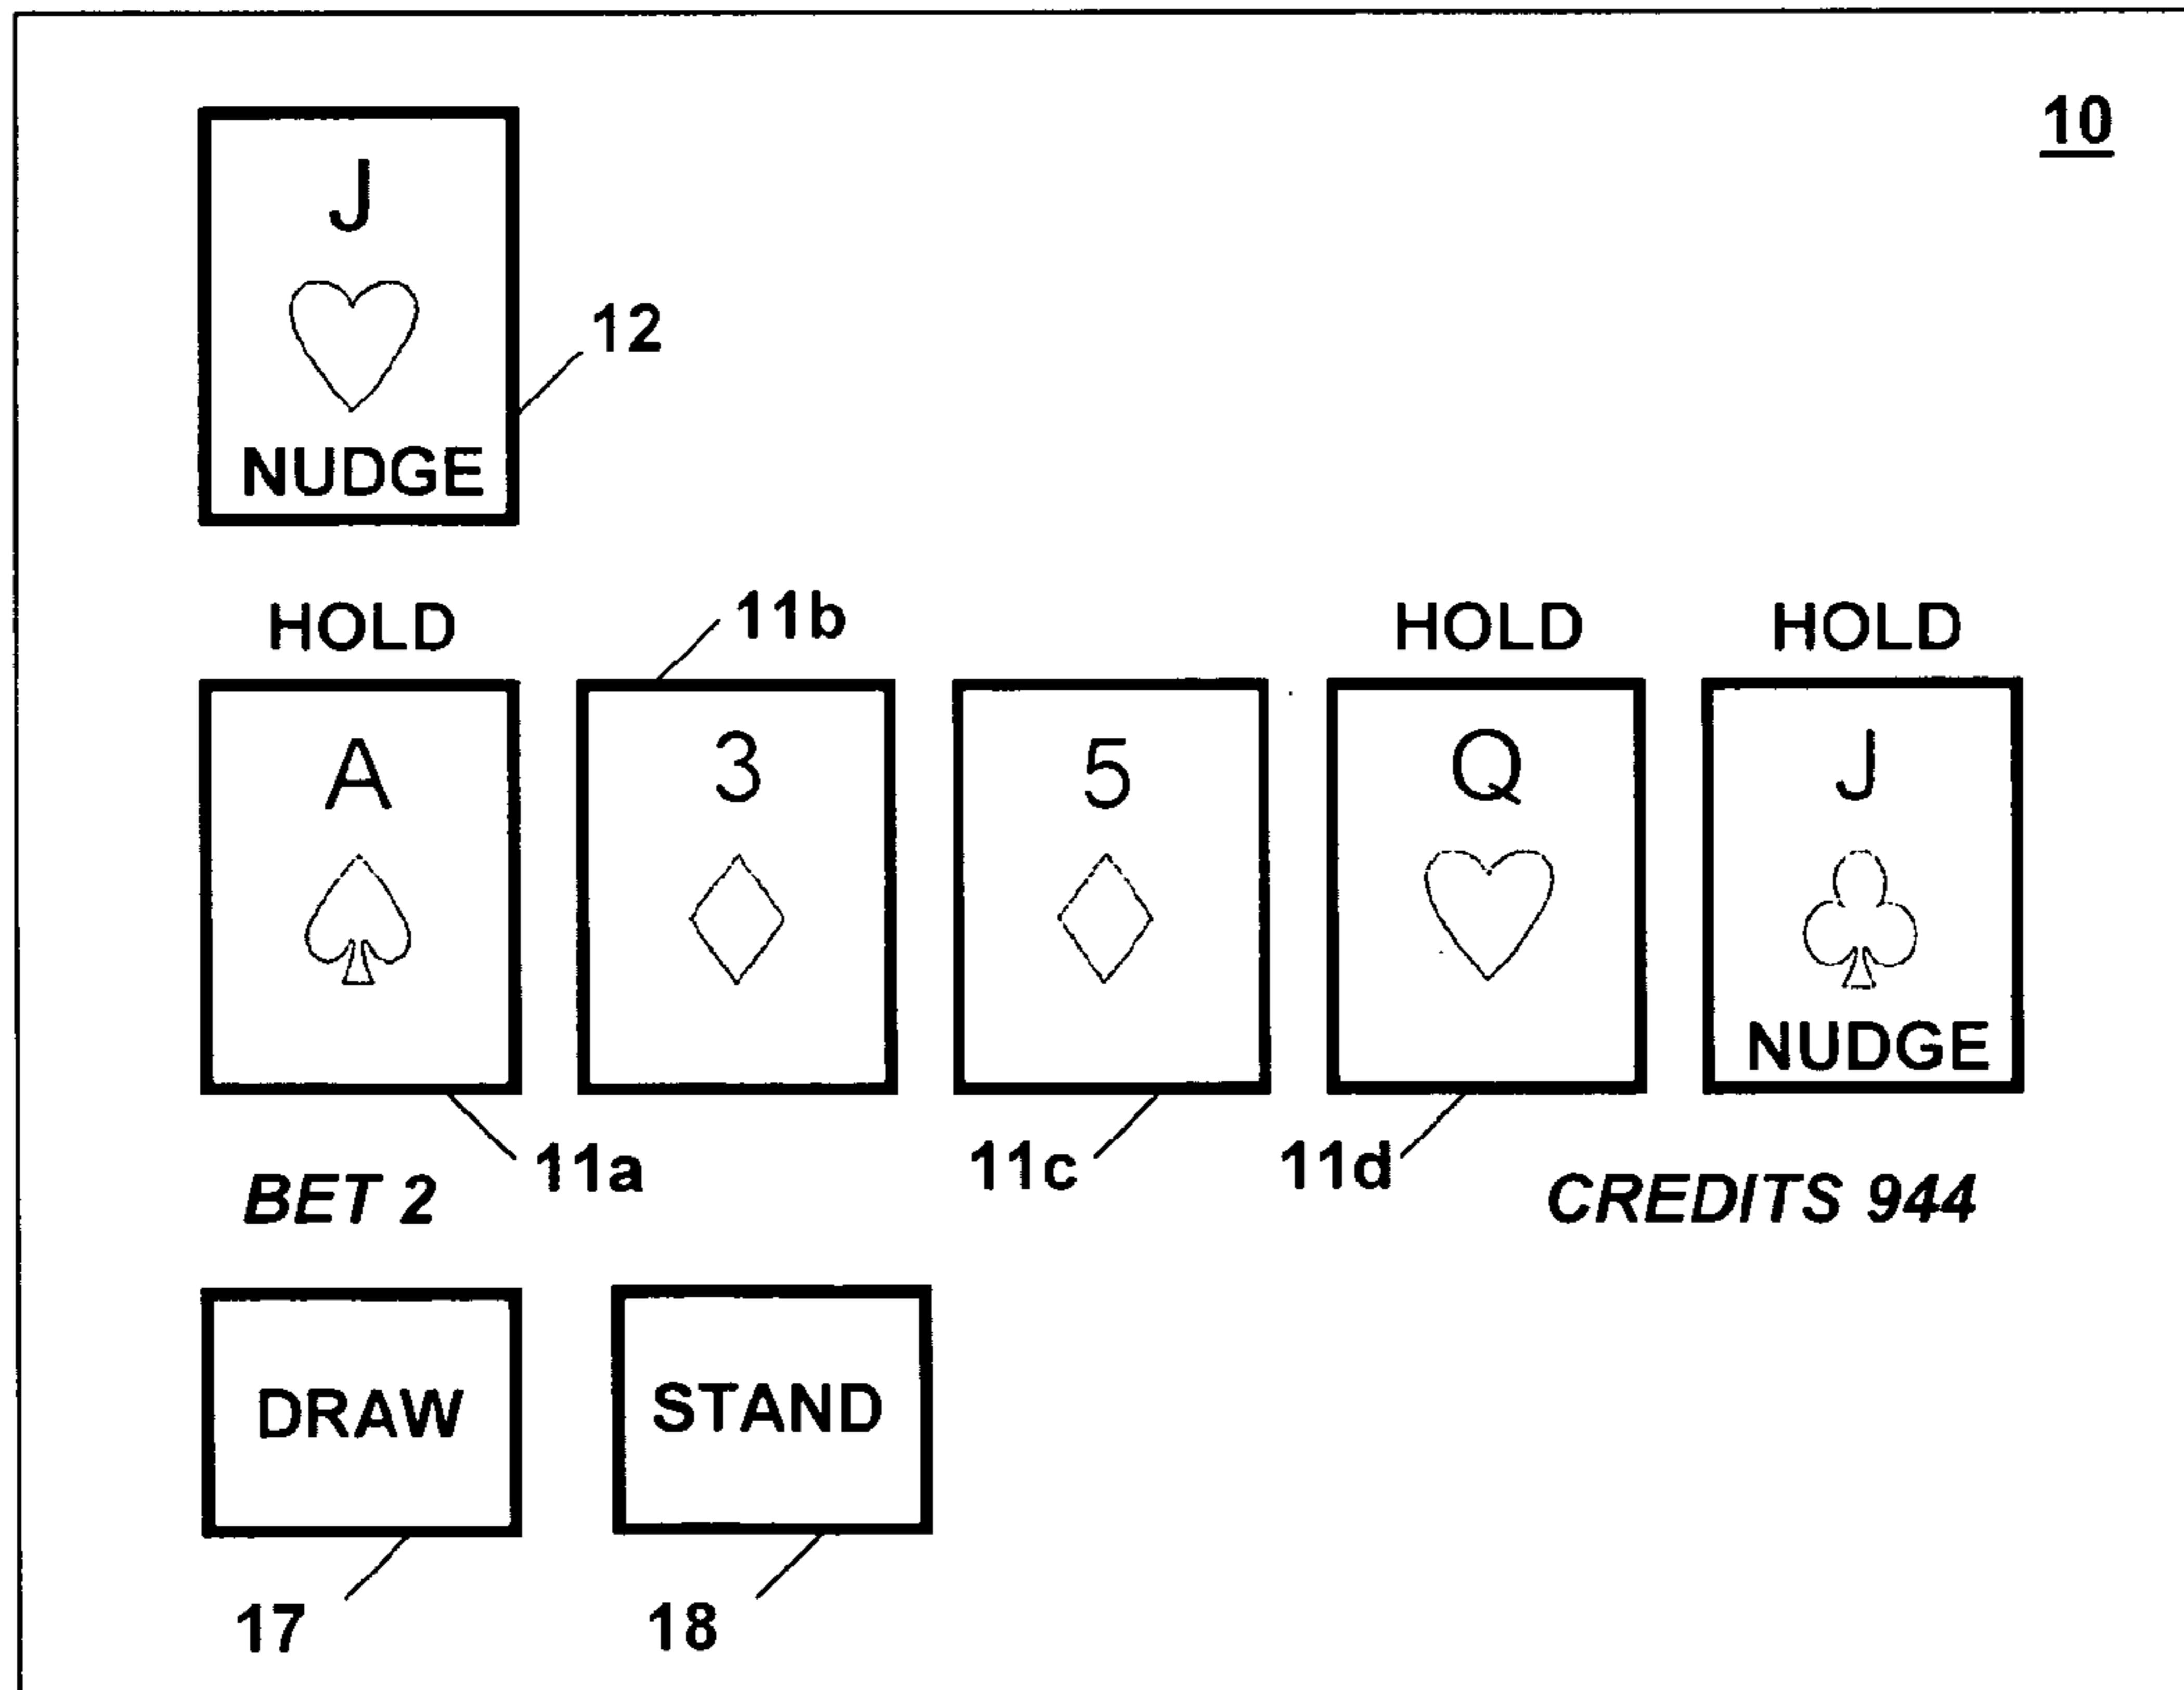 10
J
12
NUDGE
HOLD 11b HOLD HOLD
A 3 5 Q J
NUDGE
11a 11c 11d
BET 2 CREDITS 944
DRAW STAND
17 18